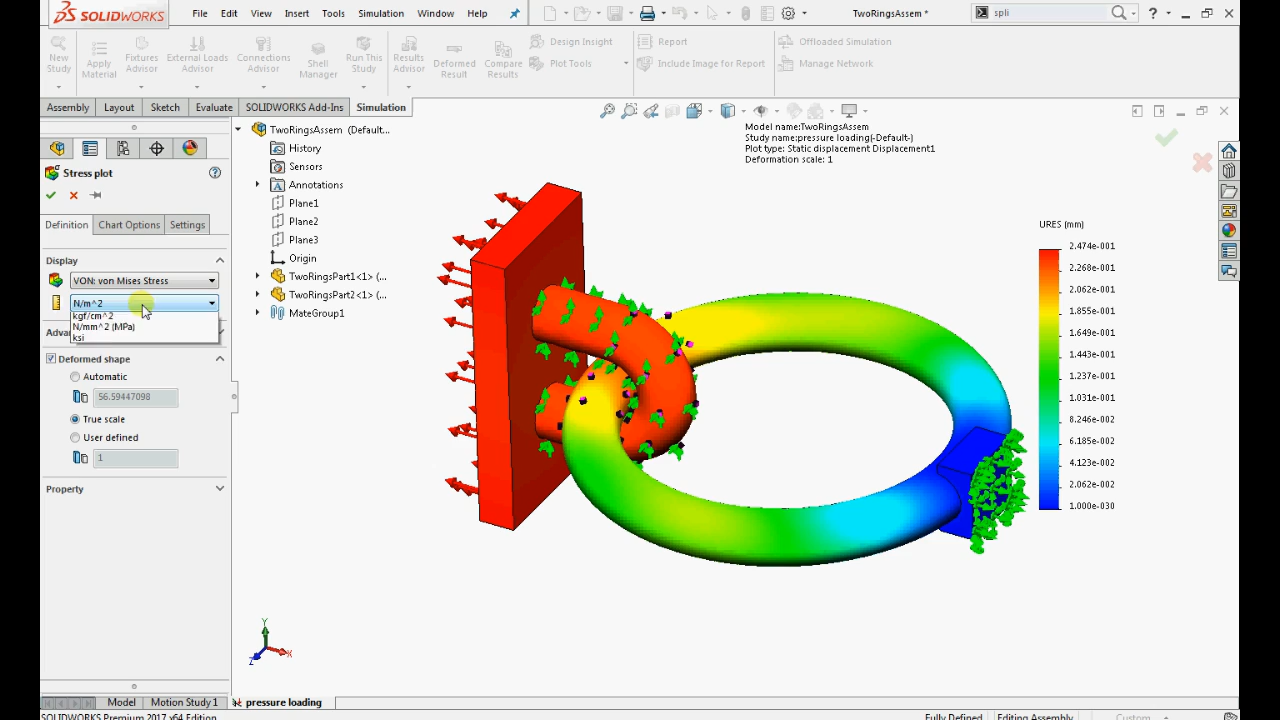 SOLIDWORKS File Edit View Insert Tools Simulation Window Help TwoRingsAssem * spli ?
New Study
Apply Material
Fixtures Advisor
External Loads Advisor
Connections Advisor
Shell Manager
Run This Study
Results Advisor
Deformed Result
Compare Results
Design Insight
Plot Tools
Report
Include Image for Report
Offloaded Simulation
Manage Network
Assembly Layout Sketch Evaluate SOLIDWORKS Add-Ins Simulation
Stress plot
Definition Chart Options Settings
Display
VON: von Mises Stress
N/m^2
kgf/cm^2
N/mm^2 (MPa)
ksi
Deformed shape
Automatic
56.59447098
True scale
User defined
1
Property
TwoRingsAssem (Default...
History
Sensors
Annotations
Plane1
Plane2
Plane3
Origin
TwoRingsPart1<1> (...
TwoRingsPart2<1> (...
MateGroup1
Model name:TwoRingsAssem
Study name:pressure loading(-Default-)
Plot type: Static displacement Displacement1
Deformation scale: 1
URES (mm)
2.474e-001
2.268e-001
2.061e-001
1.855e-001
1.649e-001
1.443e-001
1.237e-001
1.031e-001
8.246e-002
6.185e-002
4.123e-002
2.062e-002
1.000e-030
Y
X
Z
Model Motion Study 1 pressure loading
SOLIDWORKS Premium 2017 x64 Edition Fully Defined Editing Assembly Custom